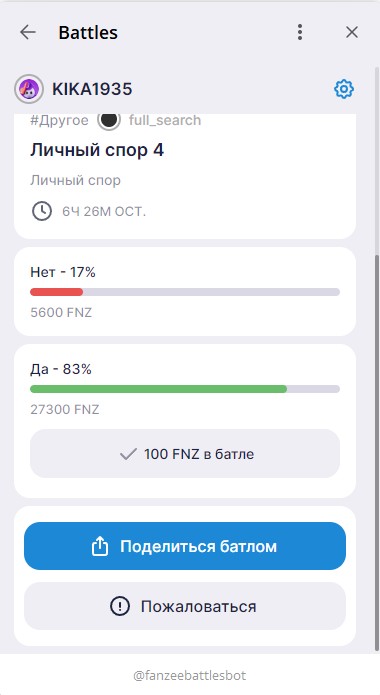 Battles
KIKA1935
#Другое full_search
Личный спор 4
Личный спор
6Ч 26М ОСТ.
Нет - 17%
5600 FNZ
Да - 83%
27300 FNZ
100 FNZ в батле
Поделиться батлом
Пожаловаться
@fanzeebattlesbot